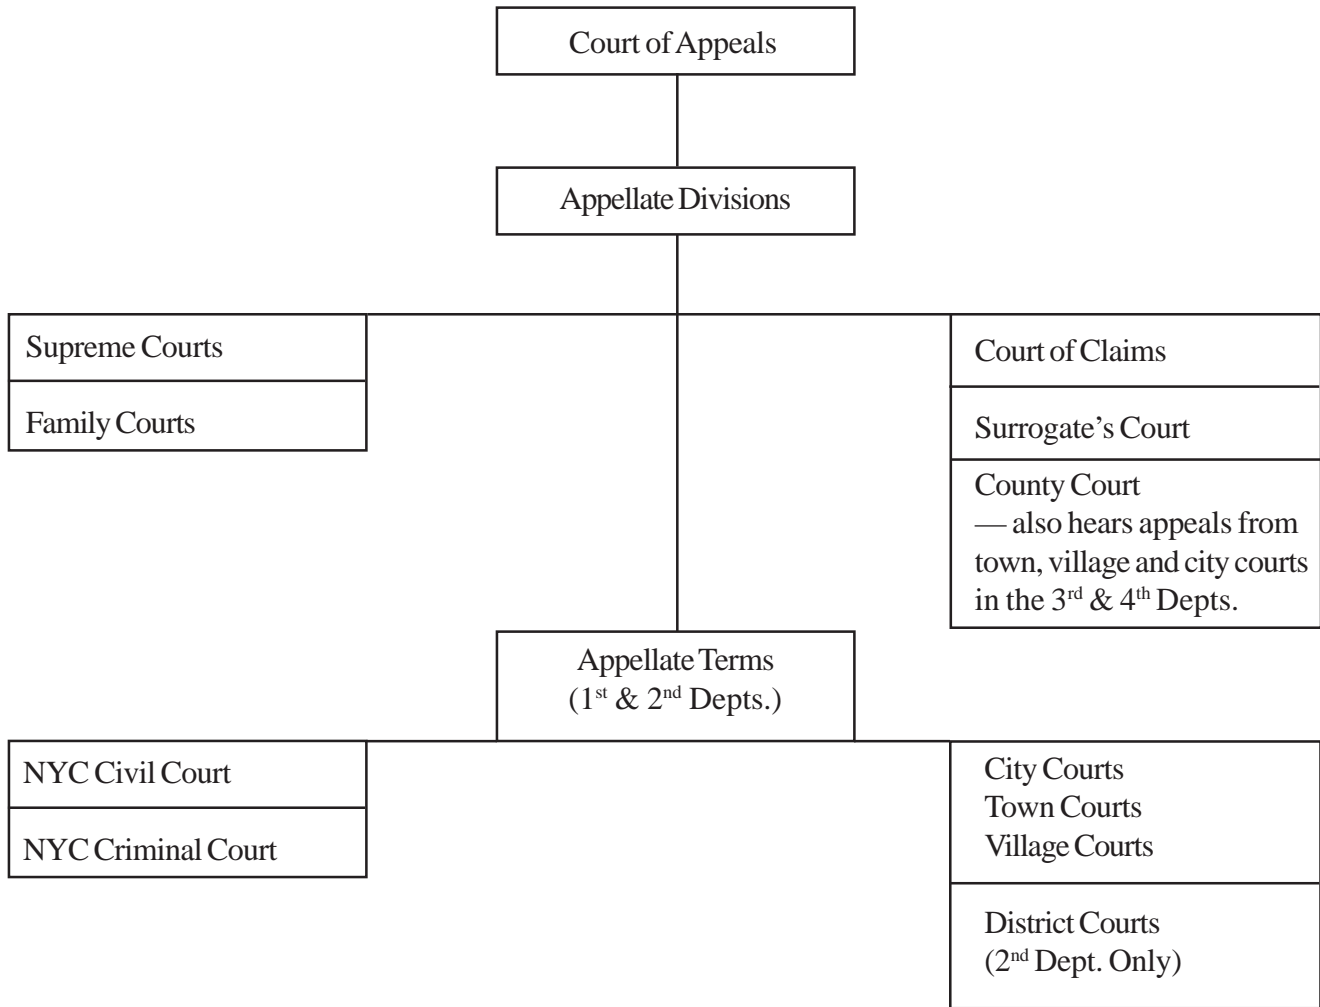 Court of Appeals
Appellate Divisions
Supreme Courts
Family Courts
Court of Claims
Surrogate’s Court
County Court
— also hears appeals from
town, village and city courts
in the 3rd & 4th Depts.
Appellate Terms
(1st & 2nd Depts.)
NYC Civil Court
NYC Criminal Court
City Courts
Town Courts
Village Courts
District Courts
(2nd Dept. Only)